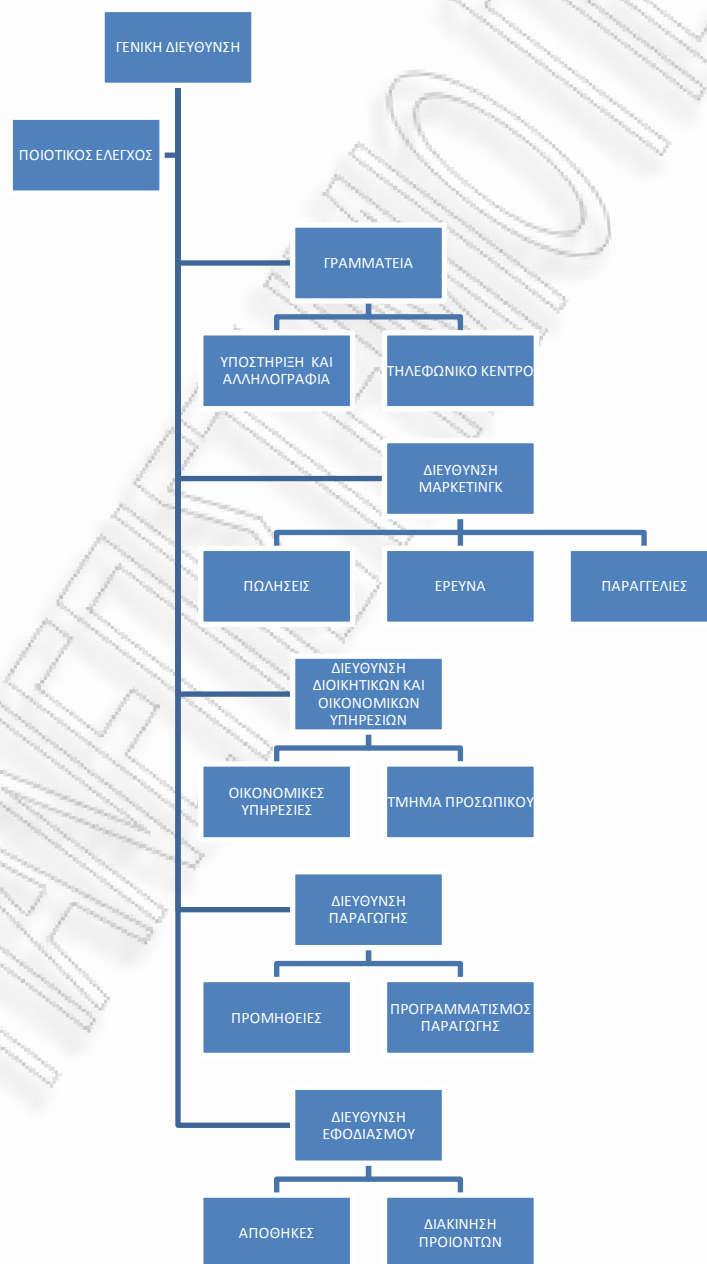 ΓΕΝΙΚΗ ΔΙΕΥΘΥΝΣΗ
ΠΟΙΟΤΙΚΟΣ ΕΛΕΓΧΟΣ
ΓΡΑΜΜΑΤΕΙΑ
ΥΠΟΣΤΗΡΙΞΗ ΚΑΙ
ΑΛΛΗΛΟΓΡΑΦΙΑ
ΤΗΛΕΦΩΝΙΚΟ ΚΕΝΤΡΟ
ΔΙΕΥΘΥΝΣΗ
ΜΑΡΚΕΤΙΝΓΚ
ΠΩΛΗΣΕΙΣ
ΕΡΕΥΝΑ
ΠΑΡΑΓΓΕΛΙΕΣ
ΔΙΕΥΘΥΝΣΗ
ΔΙΟΙΚΗΤΙΚΩΝ ΚΑΙ
ΟΙΚΟΝΟΜΙΚΩΝ
ΥΠΗΡΕΣΙΩΝ
ΟΙΚΟΝΟΜΙΚΕΣ
ΥΠΗΡΕΣΙΕΣ
ΤΜΗΜΑ ΠΡΟΣΩΠΙΚΟΥ
ΔΙΕΥΘΥΝΣΗ
ΠΑΡΑΓΩΓΗΣ
ΠΡΟΜΗΘΕΙΕΣ
ΠΡΟΓΡΑΜΜΑΤΙΣΜΟΣ
ΠΑΡΑΓΩΓΗΣ
ΔΙΕΥΘΥΝΣΗ
ΕΦΟΔΙΑΣΜΟΥ
ΑΠΟΘΗΚΕΣ
ΔΙΑΚΙΝΗΣΗ
ΠΡΟΙΟΝΤΩΝ